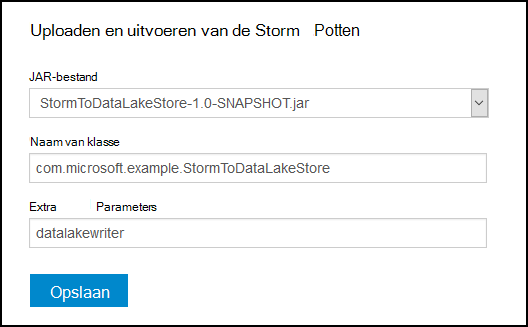 Uploaden en uitvoeren van de Storm Potten
JAR-bestand
StormToDataLakeStore-1.0-SNAPSHOT.jar
Naam van klasse
com.microsoft.example.StormToDataLakeStore
Extra Parameters
datalakewriter
Opslaan